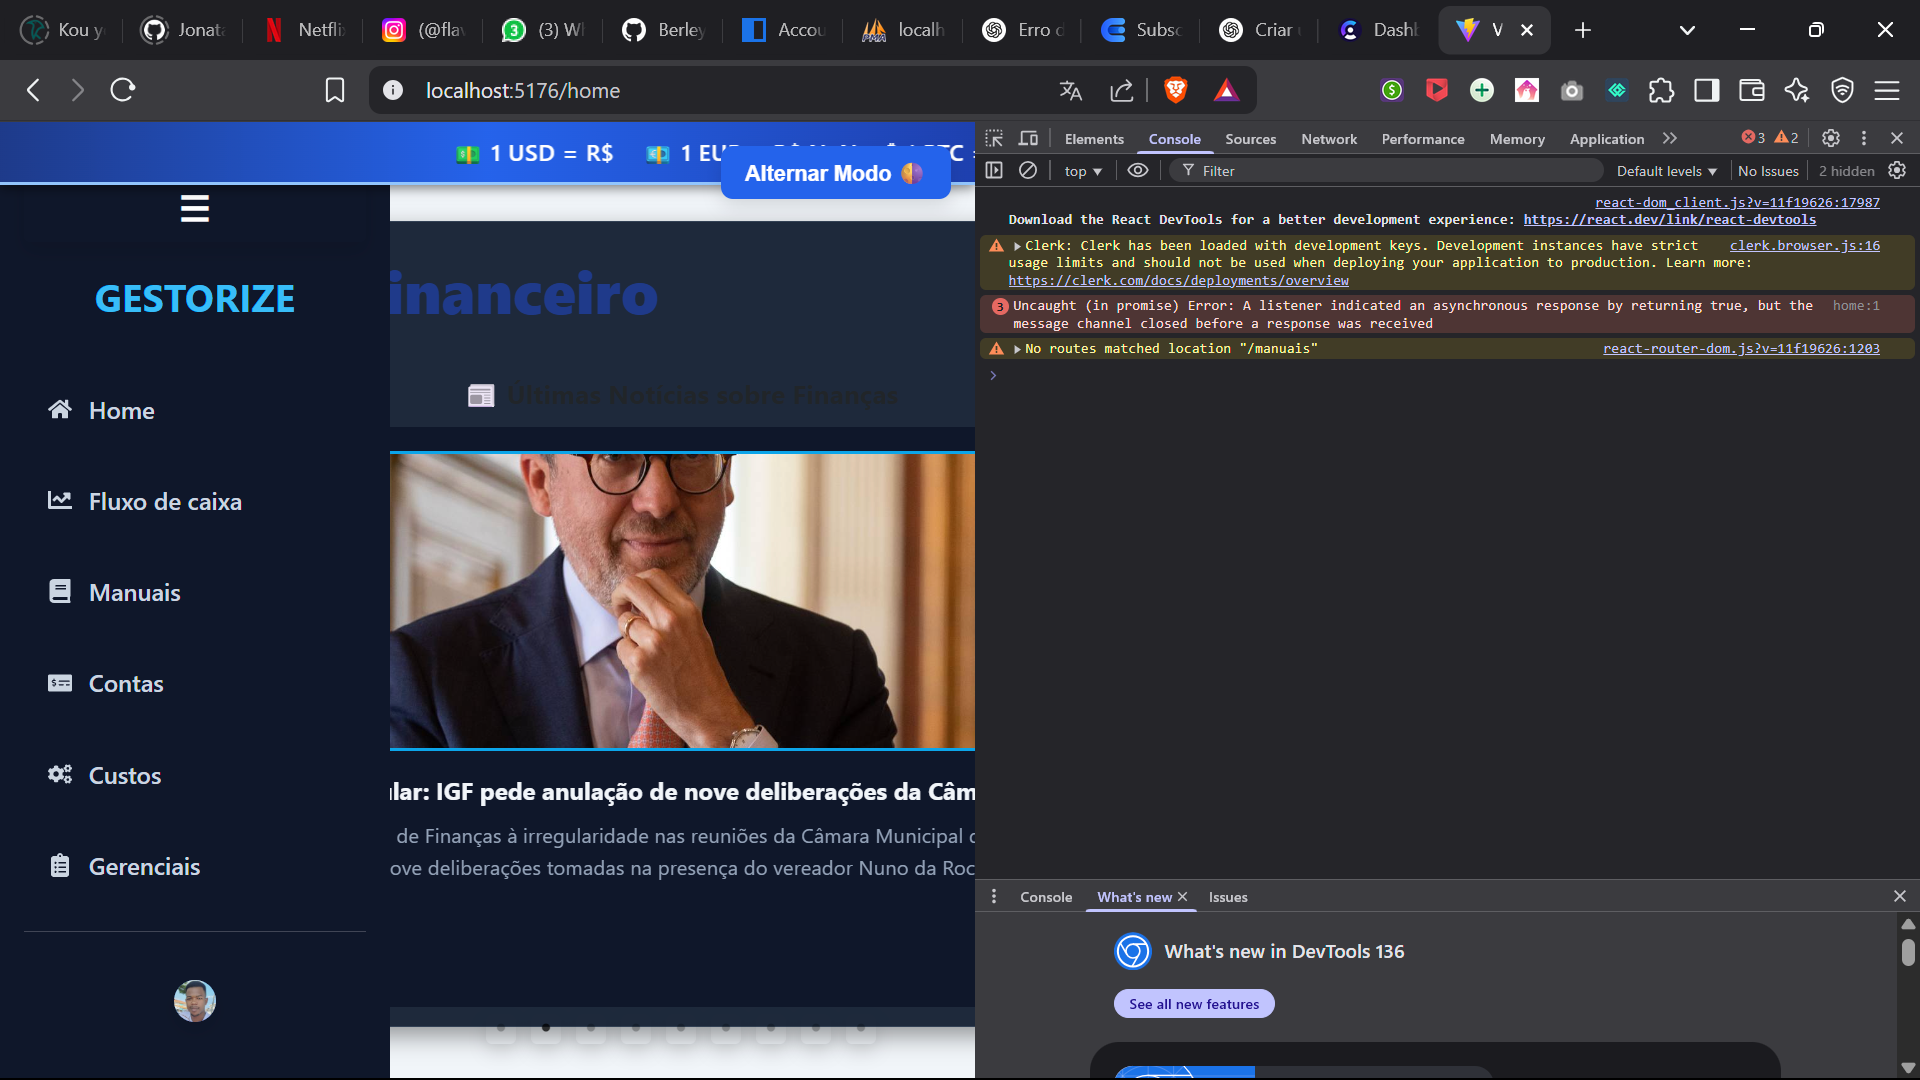 Kou y
Jonat
Netfli
(@fla
(3) W
Berley
Accou
localh
Erro d
Subsc
Criar
Dashb
V
localhost:5176/home
1 USD = R$
1 EU
BTC =
Alternar Modo
GESTORIZE
inanceiro
Home
Últimas Notícias sobre Finanças
Fluxo de caixa
Manuais
Contas
Custos
Gerenciais
lar: IGF pede anulação de nove deliberações da Câm
de Finanças à irregularidade nas reuniões da Câmara Municipal
ove deliberações tomadas na presença do vereador Nuno da Roc
Elements
Console
Sources
Network
Performance
Memory
Application
3
2
top
Filter
Default levels
No Issues
2 hidden
react-dom_client.js?v=11f19626:17987
Download the React DevTools for a better development experience: https://react.dev/link/react-devtools
Clerk: Clerk has been loaded with development keys. Development instances have strict clerk.browser.js:16
usage limits and should not be used when deploying your application to production. Learn more:
https://clerk.com/docs/deployments/overview
3 Uncaught (in promise) Error: A listener indicated an asynchronous response by returning true, but the home:1
message channel closed before a response was received
No routes matched location "/manuais" react-router-dom.js?v=11f19626:1203
Console
What's new
Issues
What's new in DevTools 136
See all new features